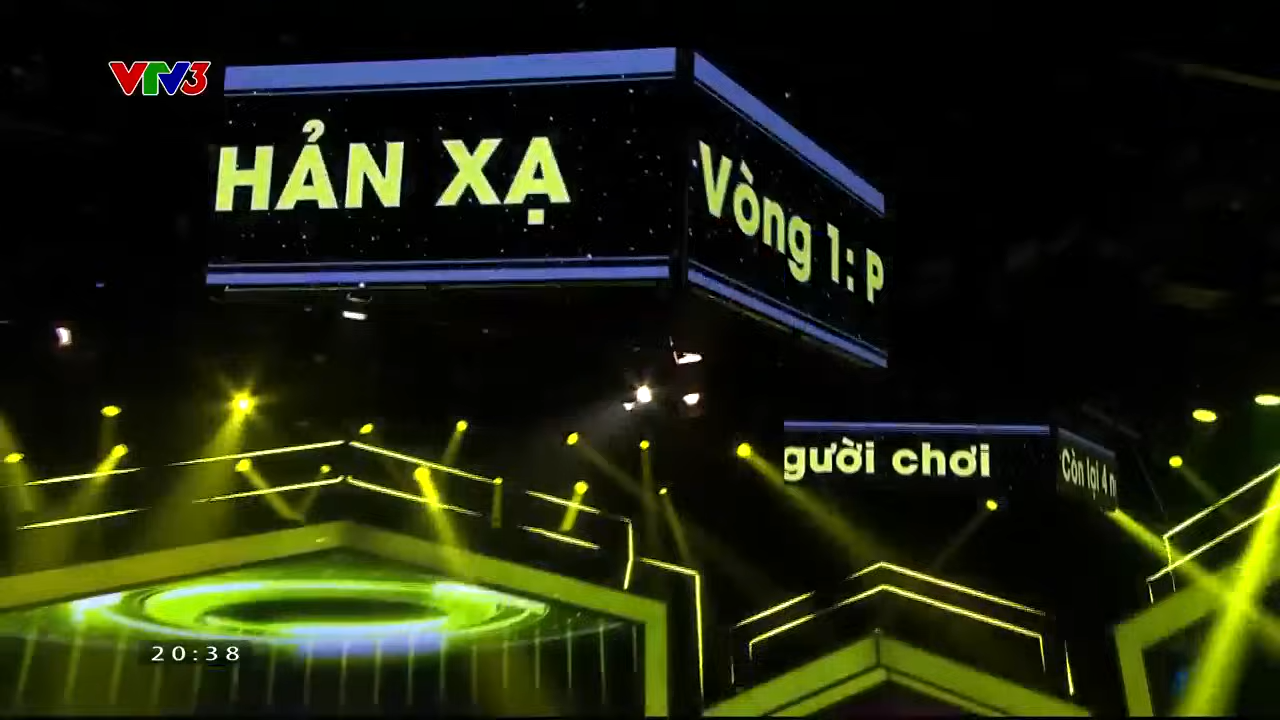 VTV3
HẢN XẠ
Vòng 1: P
gười chơi
Còn lại 4 n
20:38